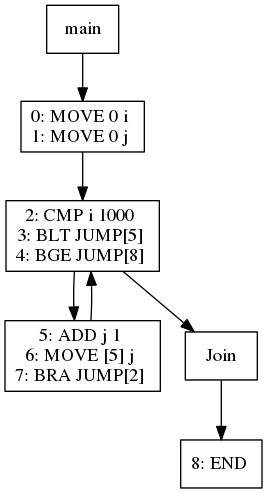 main
0: MOVE 0 i
1: MOVE 0 j
2: CMP i 1000
3: BLT JUMP[5]
4: BGE JUMP[8]
5: ADD j 1
6: MOVE [5] j
7: BRA JUMP[2]
Join
8: END